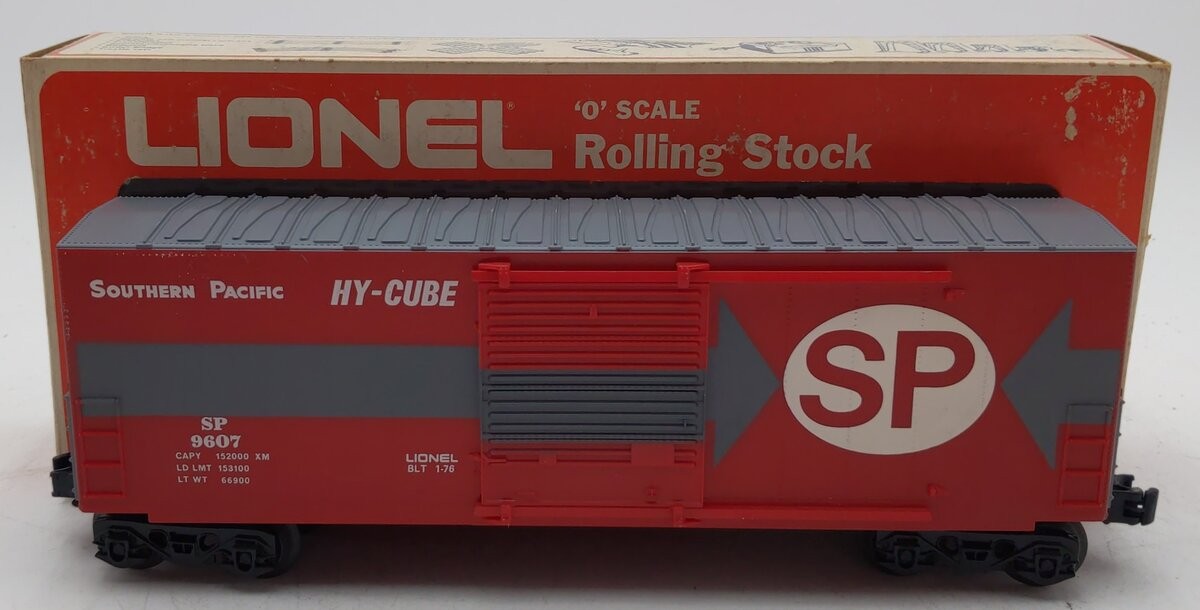 LIONEL
'O' SCALE
Rolling Stock
SOUTHERN PACIFIC
HY-CUBE
SP
SP
9607
CAPY 152000 XM
LD LMT 153100
LT WT 66900
LIONEL
BLT 1-76